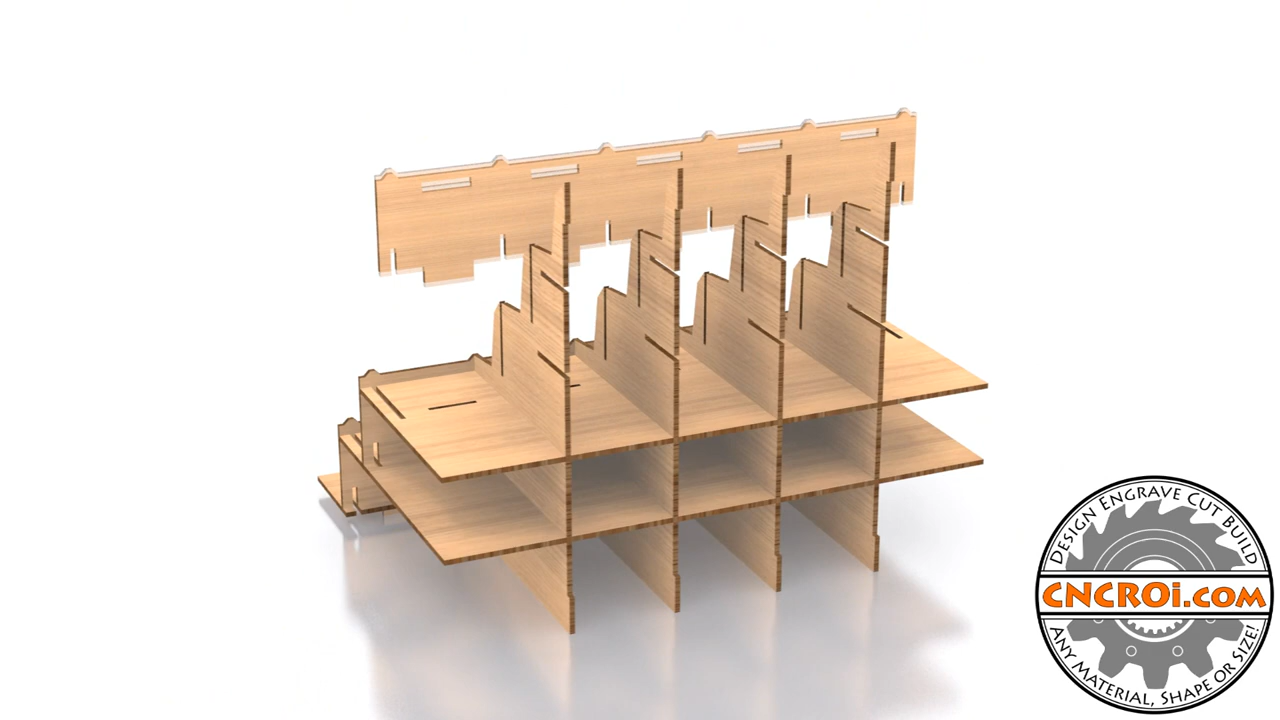 DESIGN ENGRAVE CUT BUILD
CNCROi.com
ANY MATERIAL, SHAPE OR SIZE!